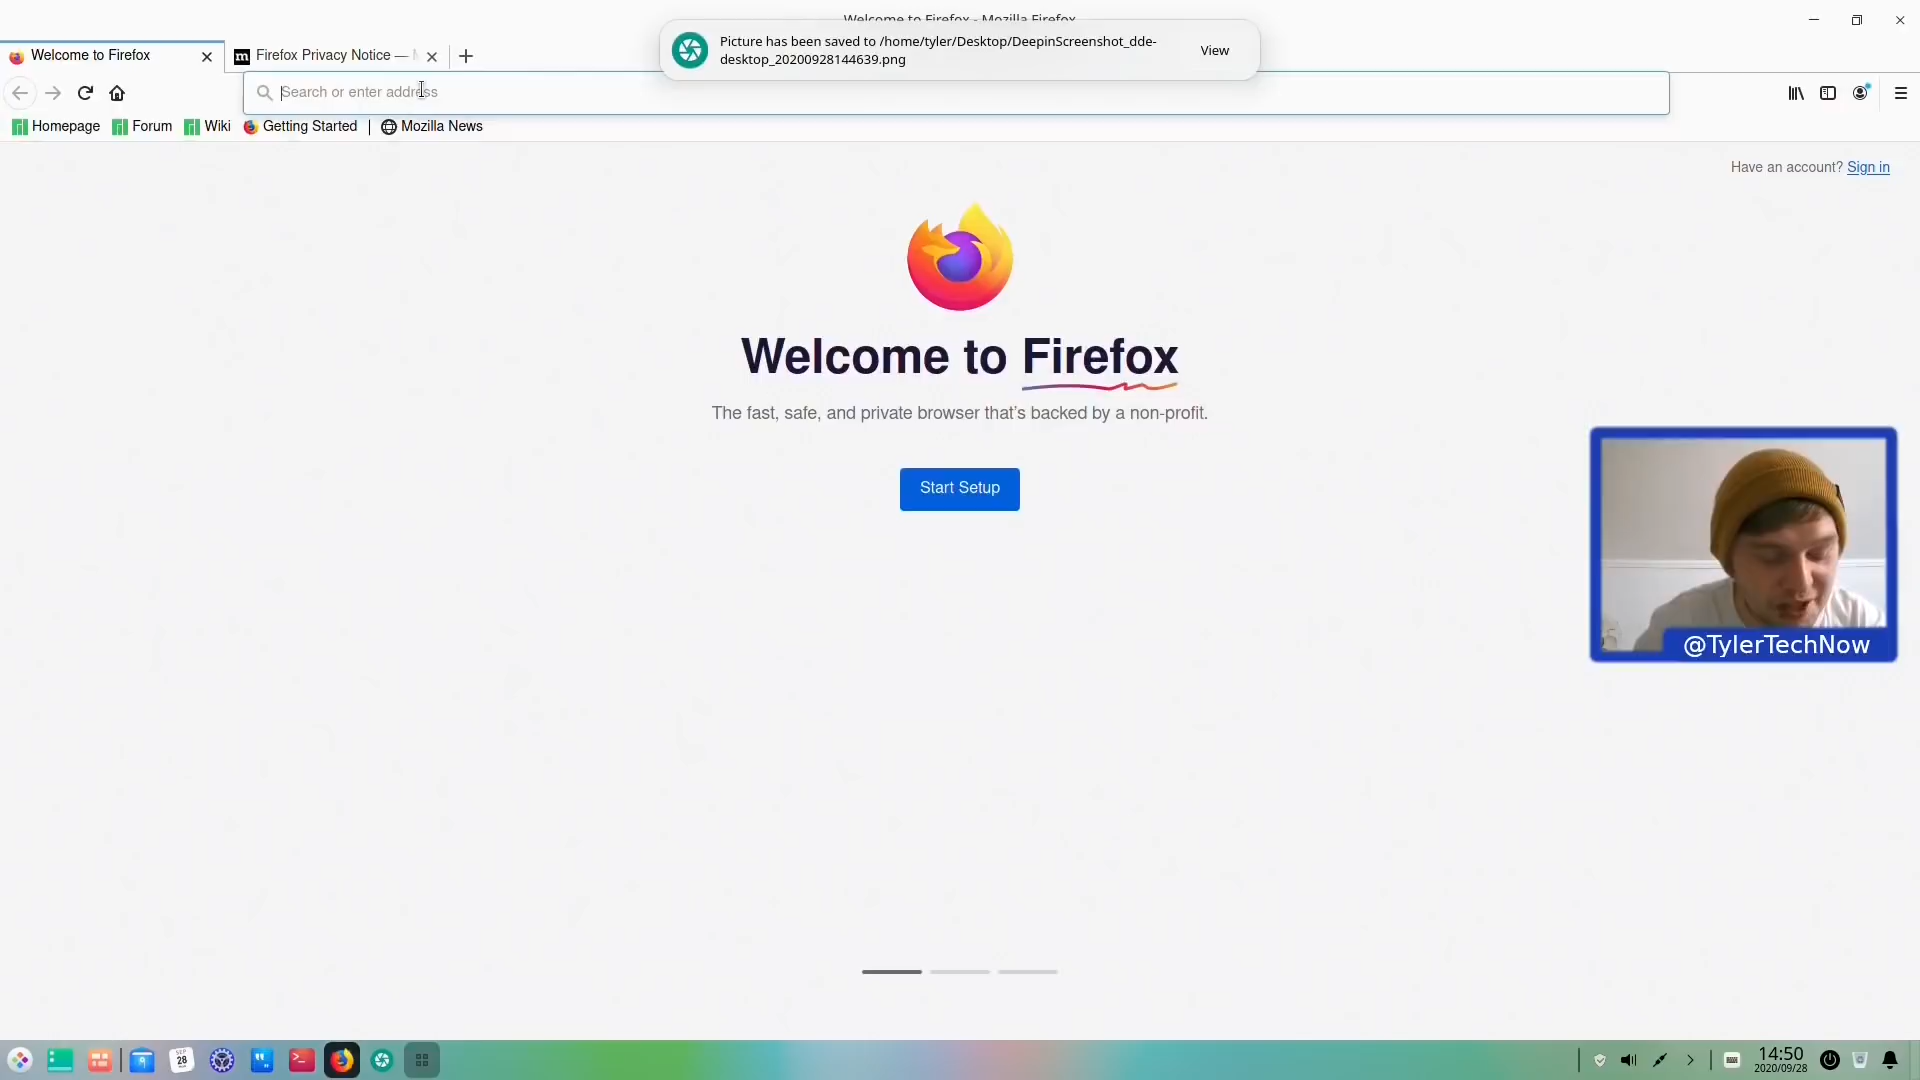 Welcome to Firefox - Mozilla Firefox
Picture has been saved to /home/tyler/Desktop/DeepinScreenshot_dde-
desktop_20200928144639.png
View
Welcome to Firefox
Firefox Privacy Notice —
Search or enter address
Homepage
Forum
Wiki
Getting Started
Mozilla News
Have an account? Sign in
Welcome to Firefox
The fast, safe, and private browser that's backed by a non-profit.
Start Setup
@TylerTechNow
SEP
28
14:50
2020/09/28